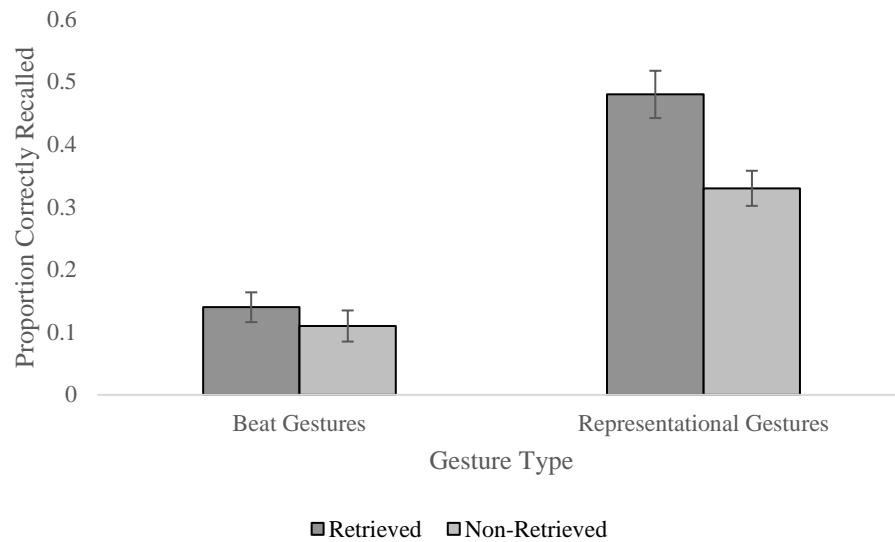 Proportion Correctly Recalled
0.6
0.5
0.4
0.3
0.2
0.1
0
Beat Gestures
Representational Gestures
Gesture Type
Retrieved
Non-Retrieved